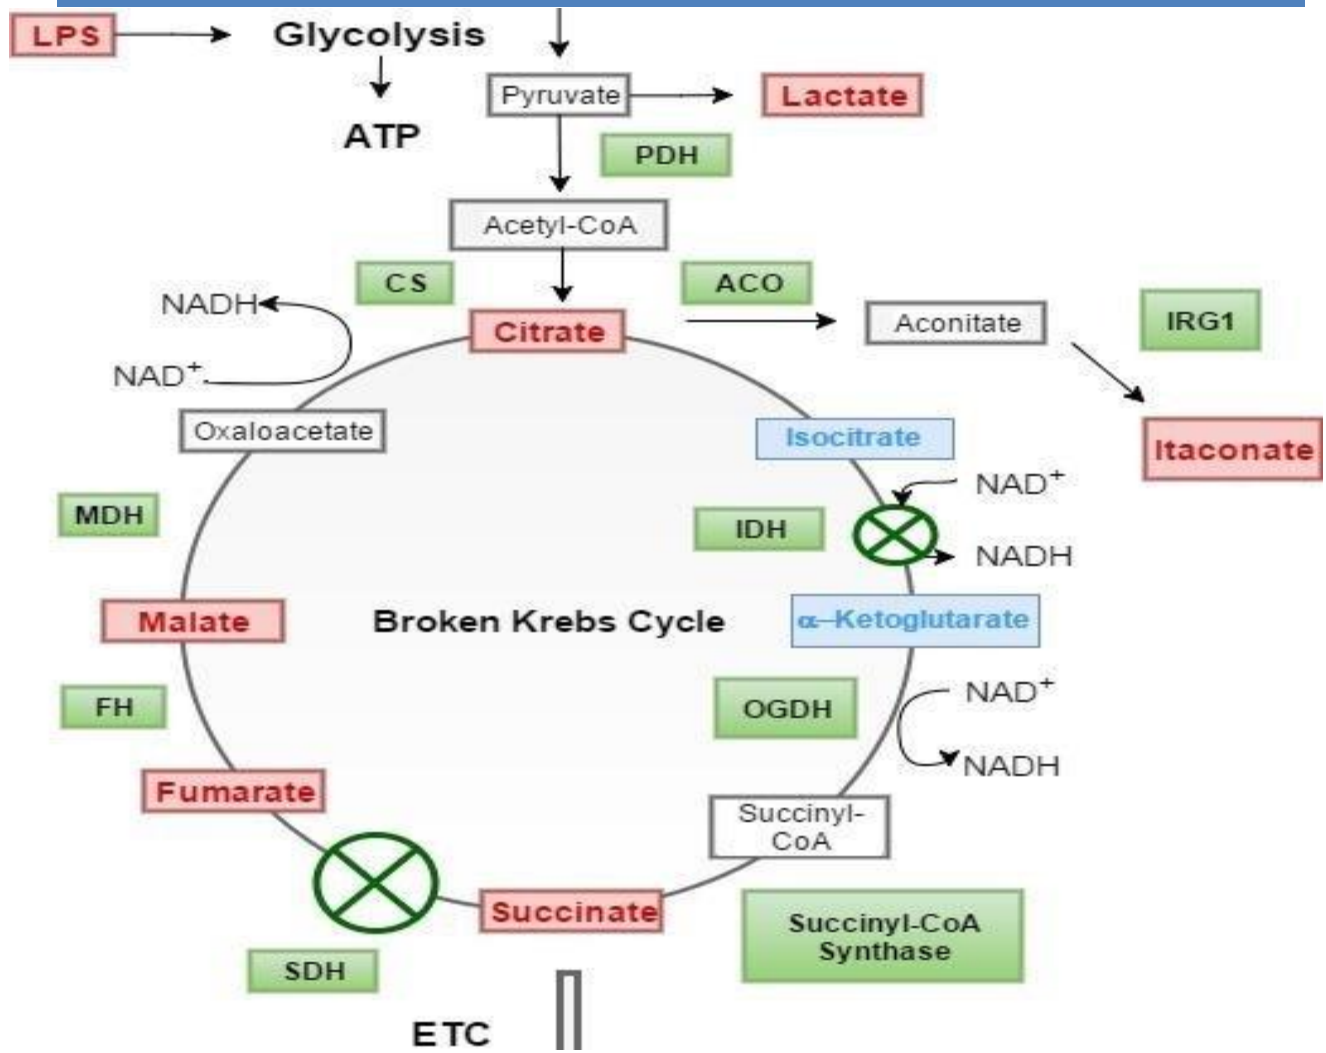 LPS
Glycolysis
ATP
Pyruvate
Lactate
PDH
Acetyl-CoA
CS
ACO
NADH
Citrate
Aconitate
IRG1
NAD⁺
Oxaloacetate
Isocitrate
Itaconate
NAD⁺
MDH
IDH
NADH
Malate
Broken Krebs Cycle
α–Ketoglutarate
FH
OGDH
NAD⁺
NADH
Fumarate
Succinyl-
CoA
Succinate
Succinyl-CoA
Synthase
SDH
ETC